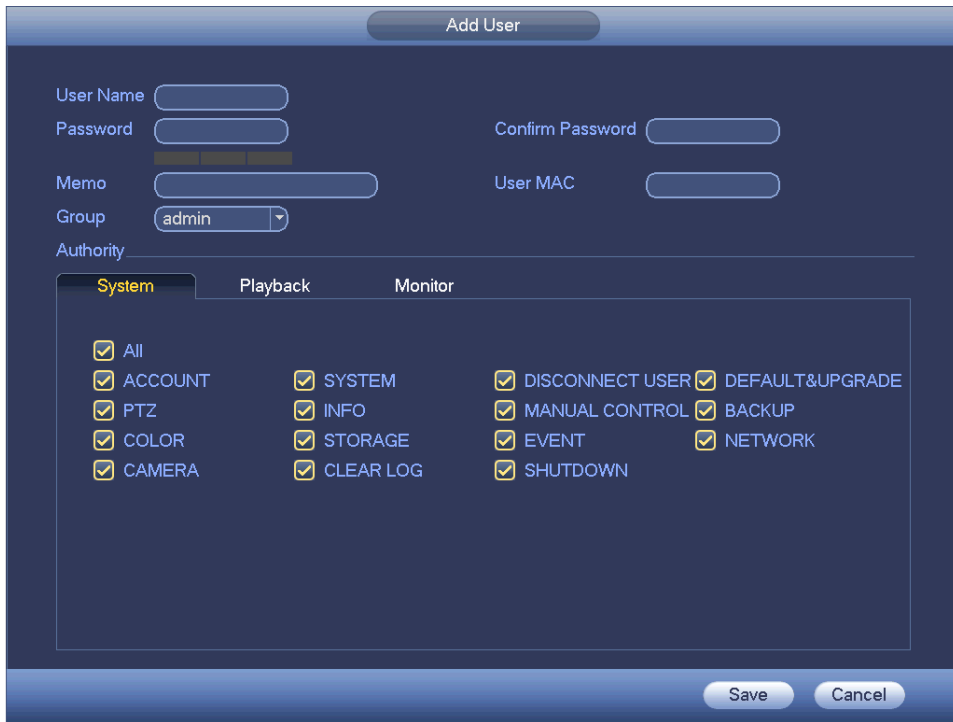 Add User
User Name
Password Confirm Password
Memo User MAC
Group admin
Authority
System Playback Monitor
All
ACCOUNT SYSTEM DISCONNECT USER DEFAULT&UPGRADE
PTZ INFO MANUAL CONTROL BACKUP
COLOR STORAGE EVENT NETWORK
CAMERA CLEAR LOG SHUTDOWN
Save Cancel